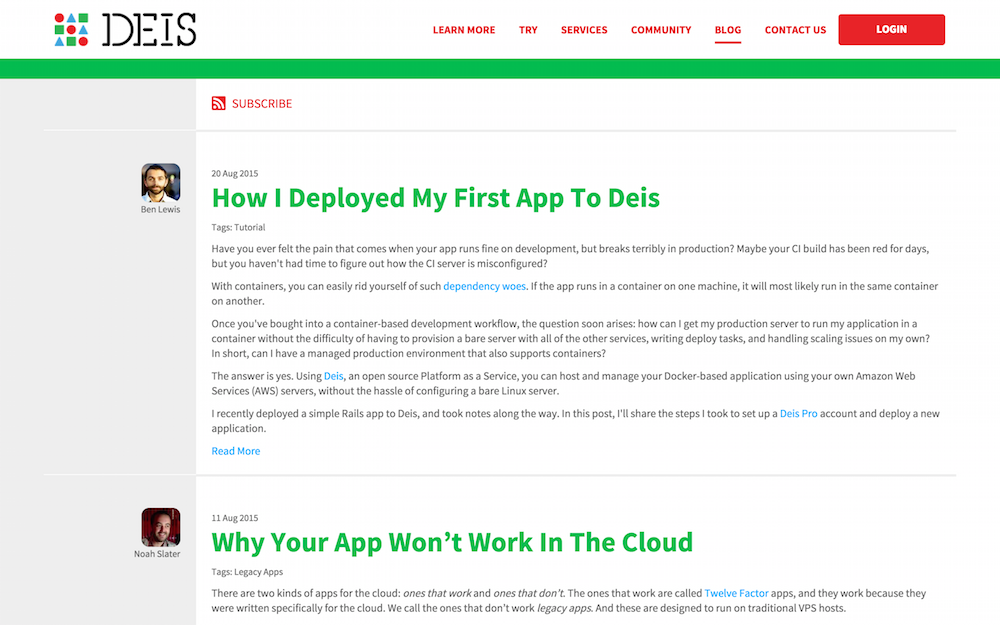 DEIS
LEARN MORE TRY SERVICES COMMUNITY BLOG CONTACT US LOGIN
SUBSCRIBE
Ben Lewis
20 Aug 2015
How I Deployed My First App To Deis
Tags: Tutorial
Have you ever felt the pain that comes when your app runs fine on development, but breaks terribly in production? Maybe your CI build has been red for days,
but you haven't had time to figure out how the CI server is misconfigured?
With containers, you can easily rid yourself of such dependency woes. If the app runs in a container on one machine, it will most likely run in the same container
on another.
Once you've bought into a container-based development workflow, the question soon arises: how can I get my production server to run my application in a
container without the difficulty of having to provision a bare server with all of the other services, writing deploy tasks, and handling scaling issues on my own?
In short, can I have a managed production environment that also supports containers?
The answer is yes. Using Deis, an open source Platform as a Service, you can host and manage your Docker-based application using your own Amazon Web
Services (AWS) servers, without the hassle of configuring a bare Linux server.
I recently deployed a simple Rails app to Deis, and took notes along the way. In this post, I'll share the steps I took to set up a Deis Pro account and deploy a new
application.
Read More
Noah Slater
11 Aug 2015
Why Your App Won’t Work In The Cloud
Tags: Legacy Apps
There are two kinds of apps for the cloud: ones that work and ones that don't. The ones that work are called Twelve Factor apps, and they work because they
were written specifically for the cloud. We call the ones that don’t work legacy apps. And these are designed to run on traditional VPS hosts.